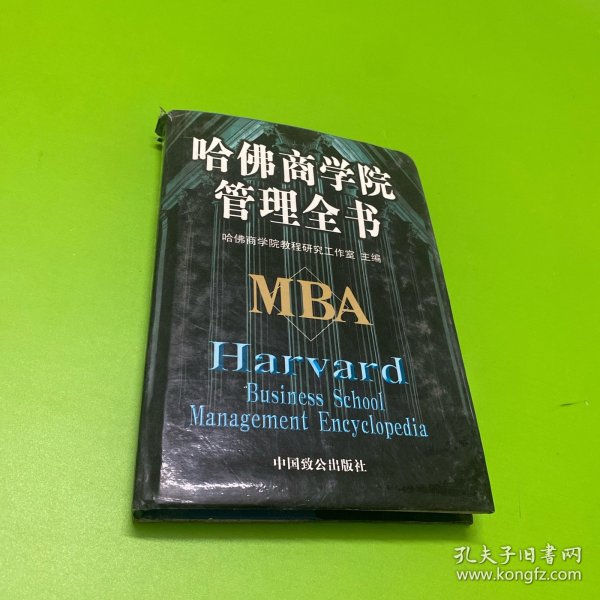 哈佛商学院
管理全书
哈佛商学院教程研究工作室 主编
MBA
Harvard
Business School
Management Encyclopedia
中国致公出版社
孔夫子旧书网
www.kongfz.com